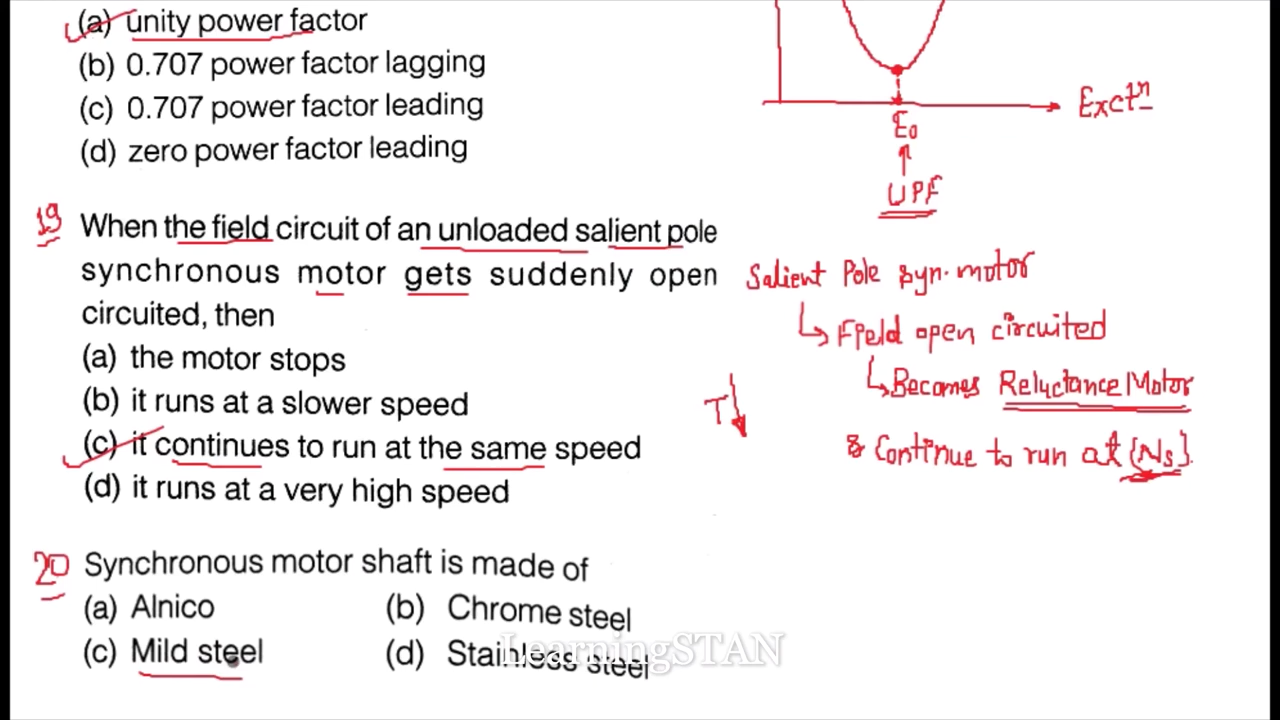 (a) unity power factor
(b) 0.707 power factor lagging
(c) 0.707 power factor leading
(d) zero power factor leading
Exctⁿ
E₀
UPF
19 When the field circuit of an unloaded salient pole
synchronous motor gets suddenly open
circuited, then
(a) the motor stops
(b) it runs at a slower speed
(c) it continues to run at the same speed
(d) it runs at a very high speed
Salient Pole syn. motor
Field open circuited
Becomes Reluctance Motor
T
& Continue to run at (Ns).
20 Synchronous motor shaft is made of
(a) Alnico (b) Chrome steel
(c) Mild steel (d) Stainless steel
LearningSTAN